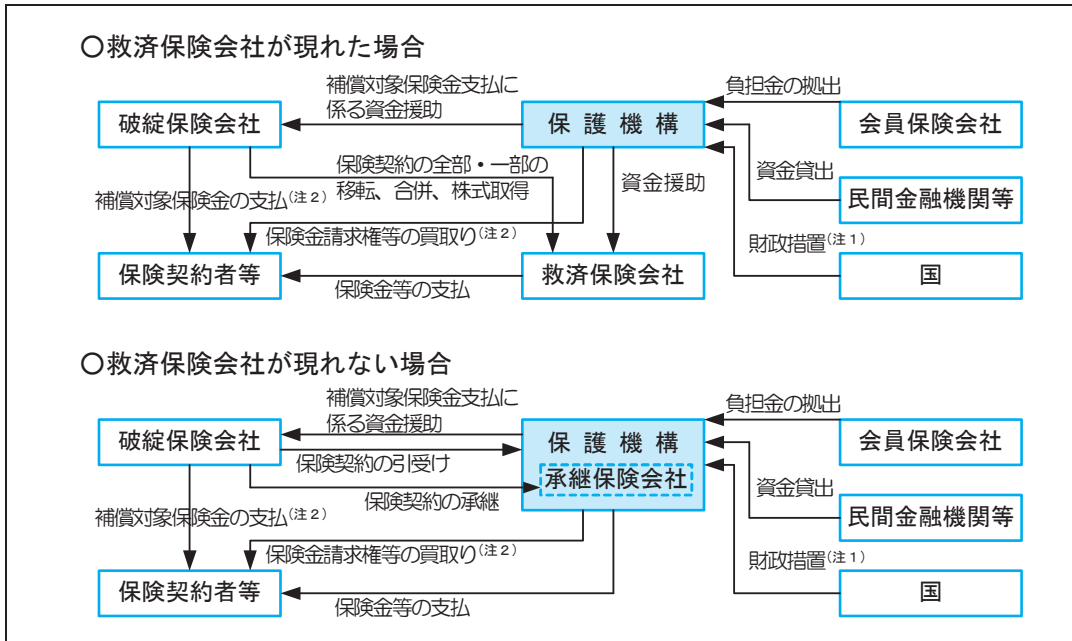 ○救済保険会社が現れた場合
補償対象保険金支払に
係る資金援助
負担金の拠出
破綻保険会社
保護機構
会員保険会社
保険契約の全部・一部の
移転、合併、株式取得
資金援助
資金貸出
補償対象保険金の支払(注2)
民間金融機関等
保険金請求権等の買取り(注2)
財政措置(注1)
保険契約者等
救済保険会社
国
保険金等の支払
○救済保険会社が現れない場合
補償対象保険金支払に
係る資金援助
負担金の拠出
破綻保険会社
保護機構
会員保険会社
保険契約の引受け
承継保険会社
保険契約の承継
資金貸出
補償対象保険金の支払(注2)
民間金融機関等
保険金請求権等の買取り(注2)
財政措置(注1)
保険契約者等
国
保険金等の支払